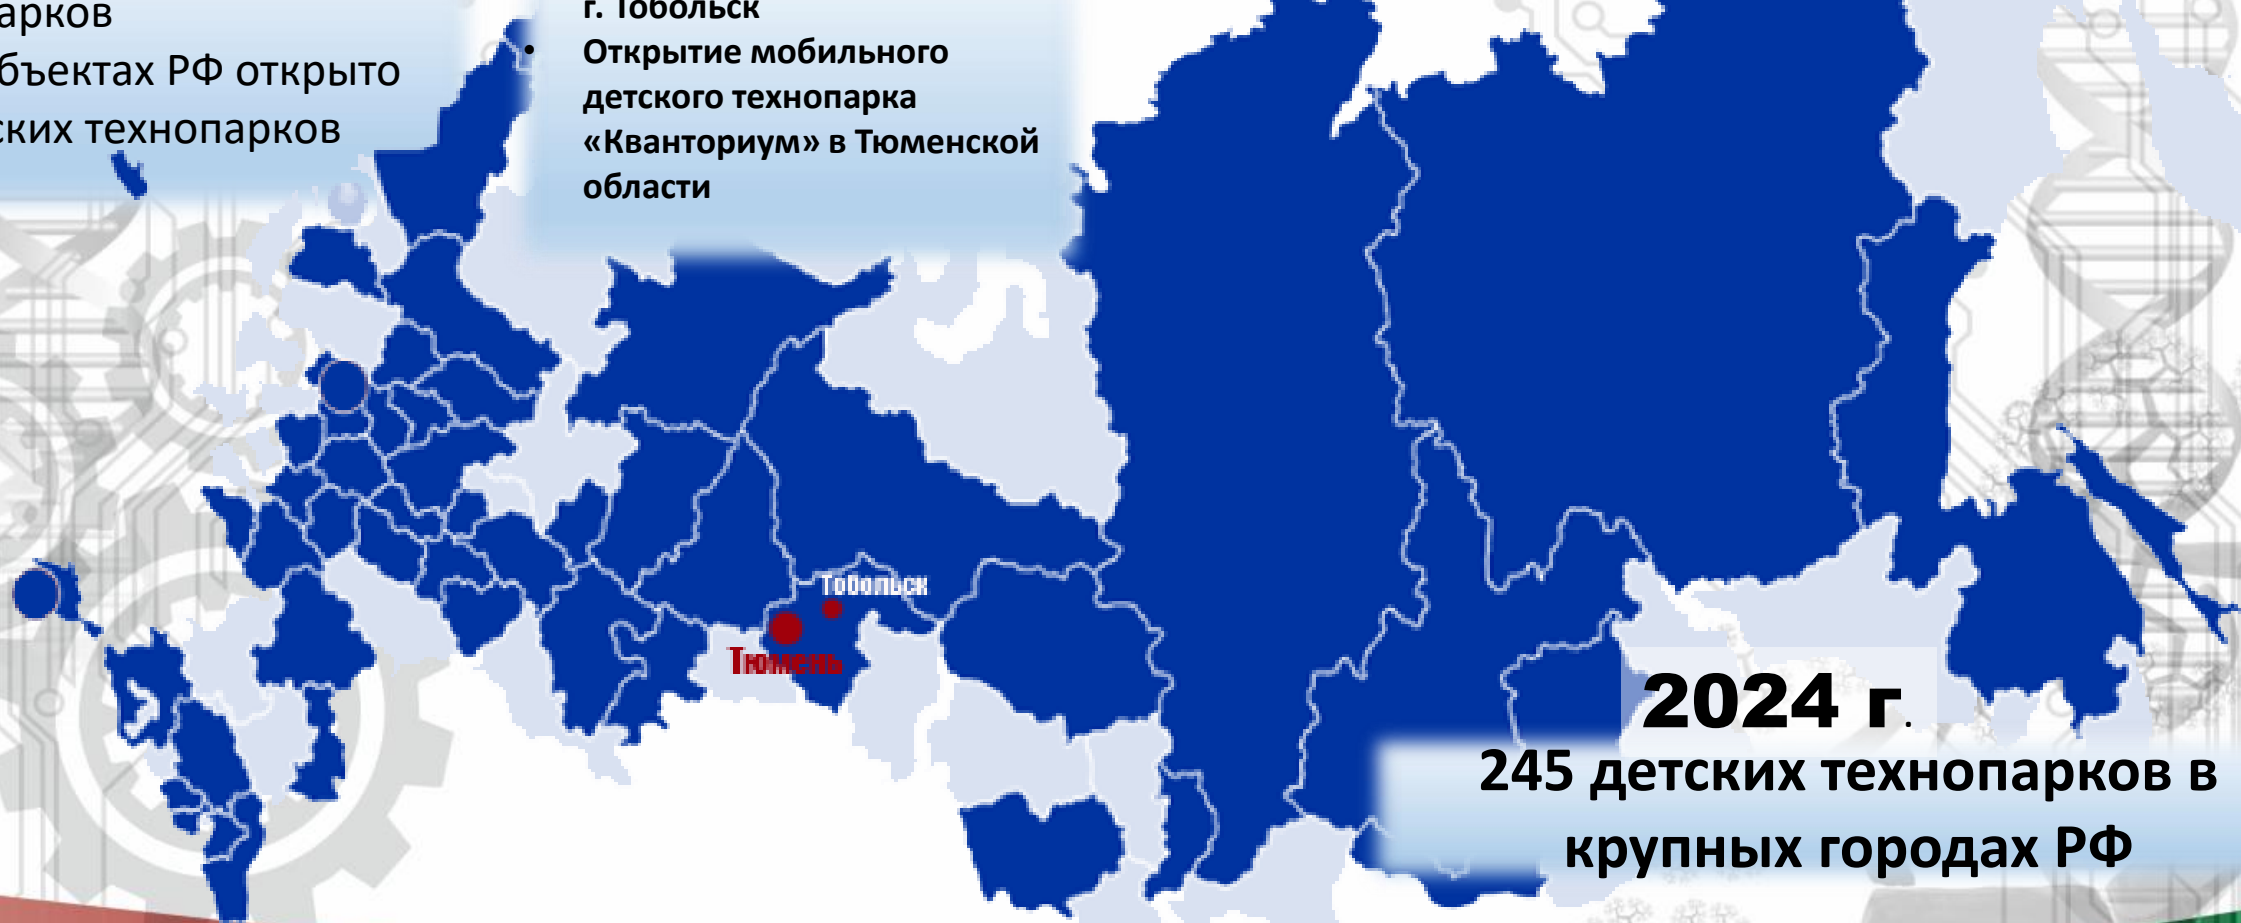 парков
бъектах РФ открыто
ских технопарков
г. Тобольск
• Открытие мобильного
детского технопарка
«Кванториум» в Тюменской
области
Тобольск
Тюмень
2024 г.
245 детских технопарков в
крупных городах РФ